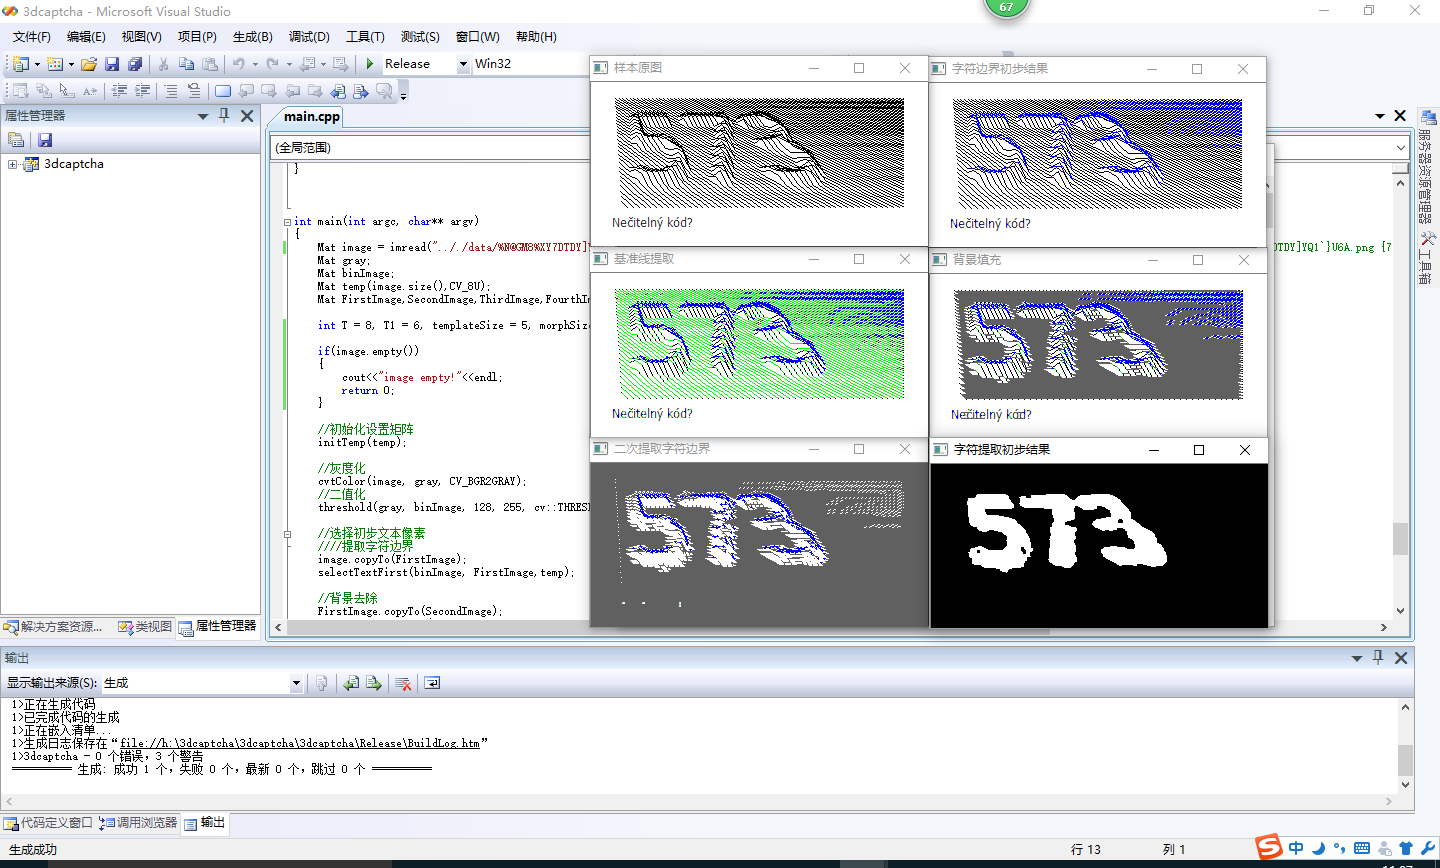 3dcaptcha - Microsoft Visual Studio
67
文件(F) 编辑(E) 视图(V) 项目(P) 生成(B) 调试(D) 工具(T) 测试(S) 窗口(W) 帮助(H)
Release Win32
属性管理器
3dcaptcha
main.cpp
(全局范围)
}
int main(int argc, char** argv)
{
Mat image = imread("../data/%N@GM8%XY7DTDY]
DTDY]YQ1`}U6A.png {7
Mat gray;
Mat binImage;
Mat temp(image.size(),CV_8U);
Mat FirstImage,SecondImage,ThirdImage,FourthIm
int T = 8, T1 = 6, templateSize = 5, morphSiz
if(image.empty())
{
cout<<"image empty!"<<endl;
return 0;
}
//初始化设置矩阵
initTemp(temp);
//灰度化
cvtColor(image, gray, CV_BGR2GRAY);
//二值化
threshold(gray, binImage, 128, 255, cv::THRESH
//选择初步文本像素
////提取字符边界
image.copyTo(FirstImage);
selectTextFirst(binImage, FirstImage,temp);
//背景去除
FirstImage.copyTo(SecondImage);
样本原图
5T3
Nečitelný kód?
字符边界初步结果
5T3
Nečitelný kód?
基准线提取
5T3
Nečitelný kód?
背景填充
5T3
Nečitelný kód?
二次提取字符边界
5T3
字符提取初步结果
5T3
服务器资源管理器
工具箱
解决方案资源... 类视图 属性管理器
输出
显示输出来源(S): 生成
1>正在生成代码
1>已完成代码的生成
1>正在嵌入清单...
1>生成日志保存在“file://h:\3dcaptcha\3dcaptcha\3dcaptcha\Release\BuildLog.htm”
1>3dcaptcha - 0 个错误，3 个警告
========== 生成: 成功 1 个，失败 0 个，最新 0 个，跳过 0 个 ==========
代码定义窗口 调用浏览器 输出
生成成功
行 13 列 1
中